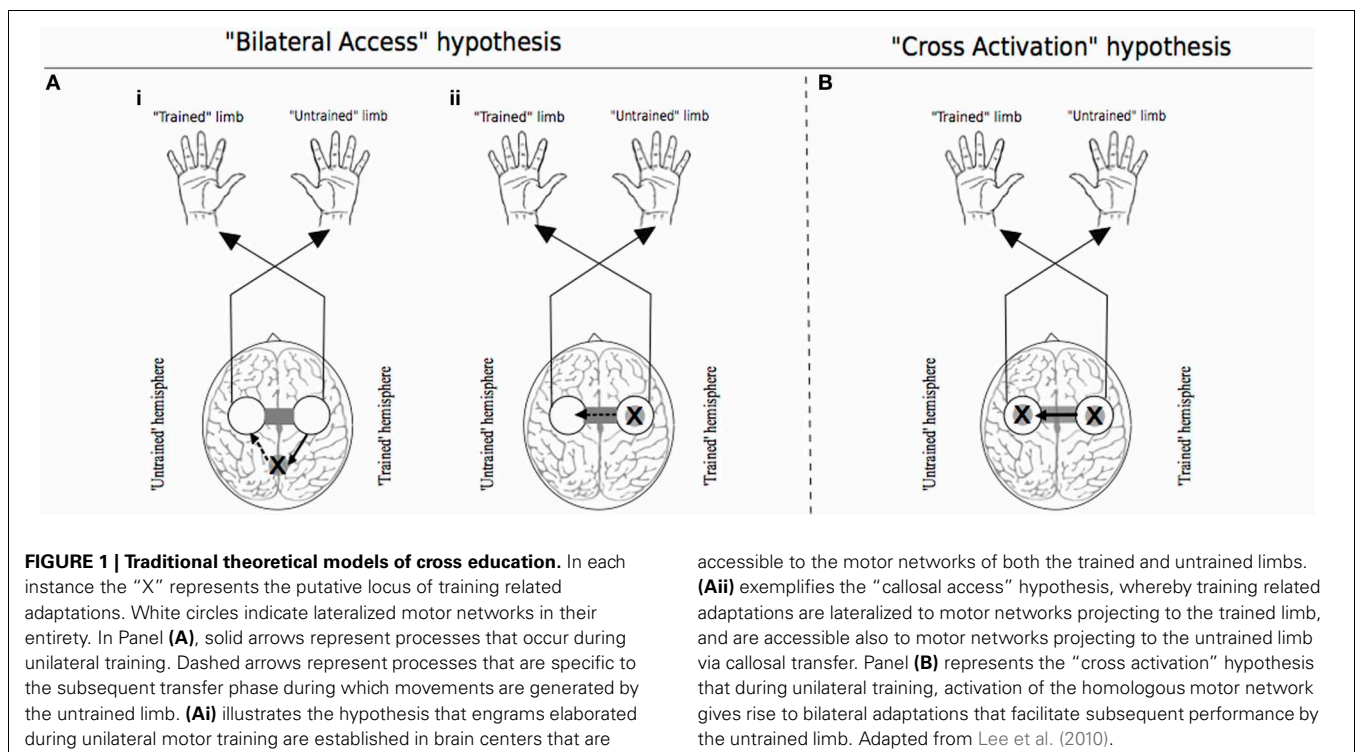 "Bilateral Access" hypothesis
"Cross Activation" hypothesis
A
i
"Trained" limb
"Untrained" limb
ii
"Trained" limb
"Untrained" limb
B
"Trained" limb
"Untrained" limb
'Untrained' hemisphere
X
'Trained' hemisphere
'Untrained' hemisphere
X
'Trained' hemisphere
'Untrained' hemisphere
X
X
'Trained' hemisphere
FIGURE 1 | Traditional theoretical models of cross education. In each
instance the “X” represents the putative locus of training related
adaptations. White circles indicate lateralized motor networks in their
entirety. In Panel (A), solid arrows represent processes that occur during
unilateral training. Dashed arrows represent processes that are specific to
the subsequent transfer phase during which movements are generated by
the untrained limb. (Ai) illustrates the hypothesis that engrams elaborated
during unilateral motor training are established in brain centers that are
accessible to the motor networks of both the trained and untrained limbs.
(Aii) exemplifies the “callosal access” hypothesis, whereby training related
adaptations are lateralized to motor networks projecting to the trained limb,
and are accessible also to motor networks projecting to the untrained limb
via callosal transfer. Panel (B) represents the “cross activation” hypothesis
that during unilateral training, activation of the homologous motor network
gives rise to bilateral adaptations that facilitate subsequent performance by
the untrained limb. Adapted from Lee et al. (2010).